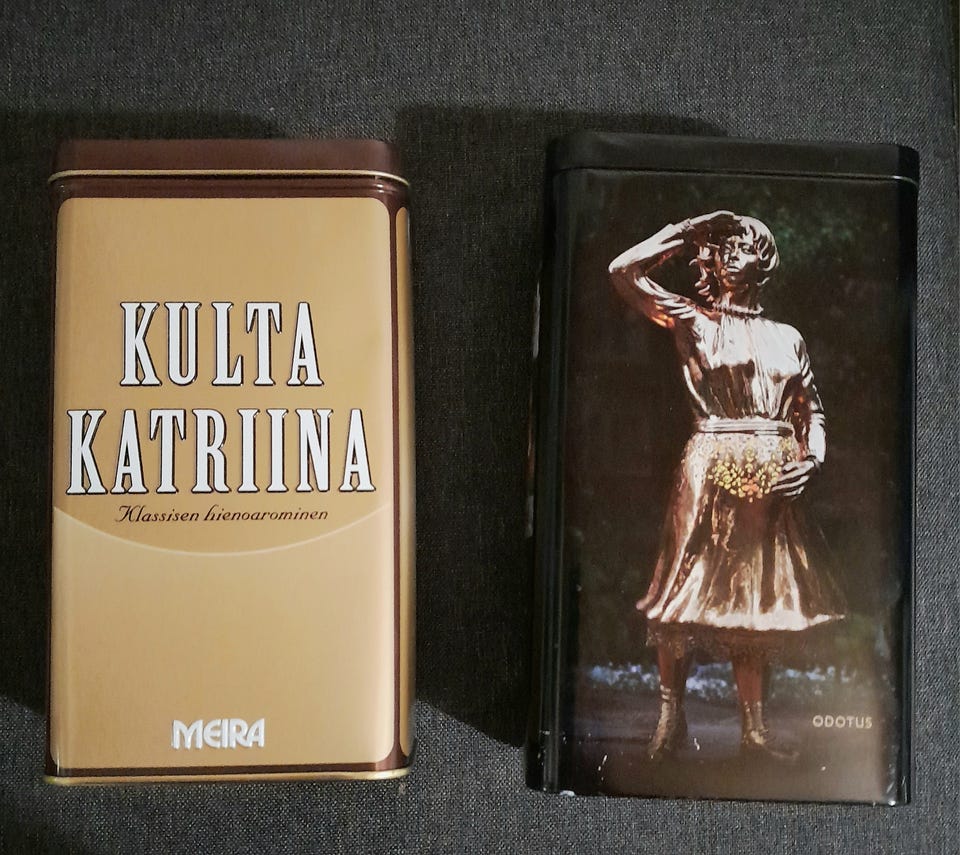 KULTA
KATRIINA
Klassisen hienoarominen
MEIRA
ODOTUS